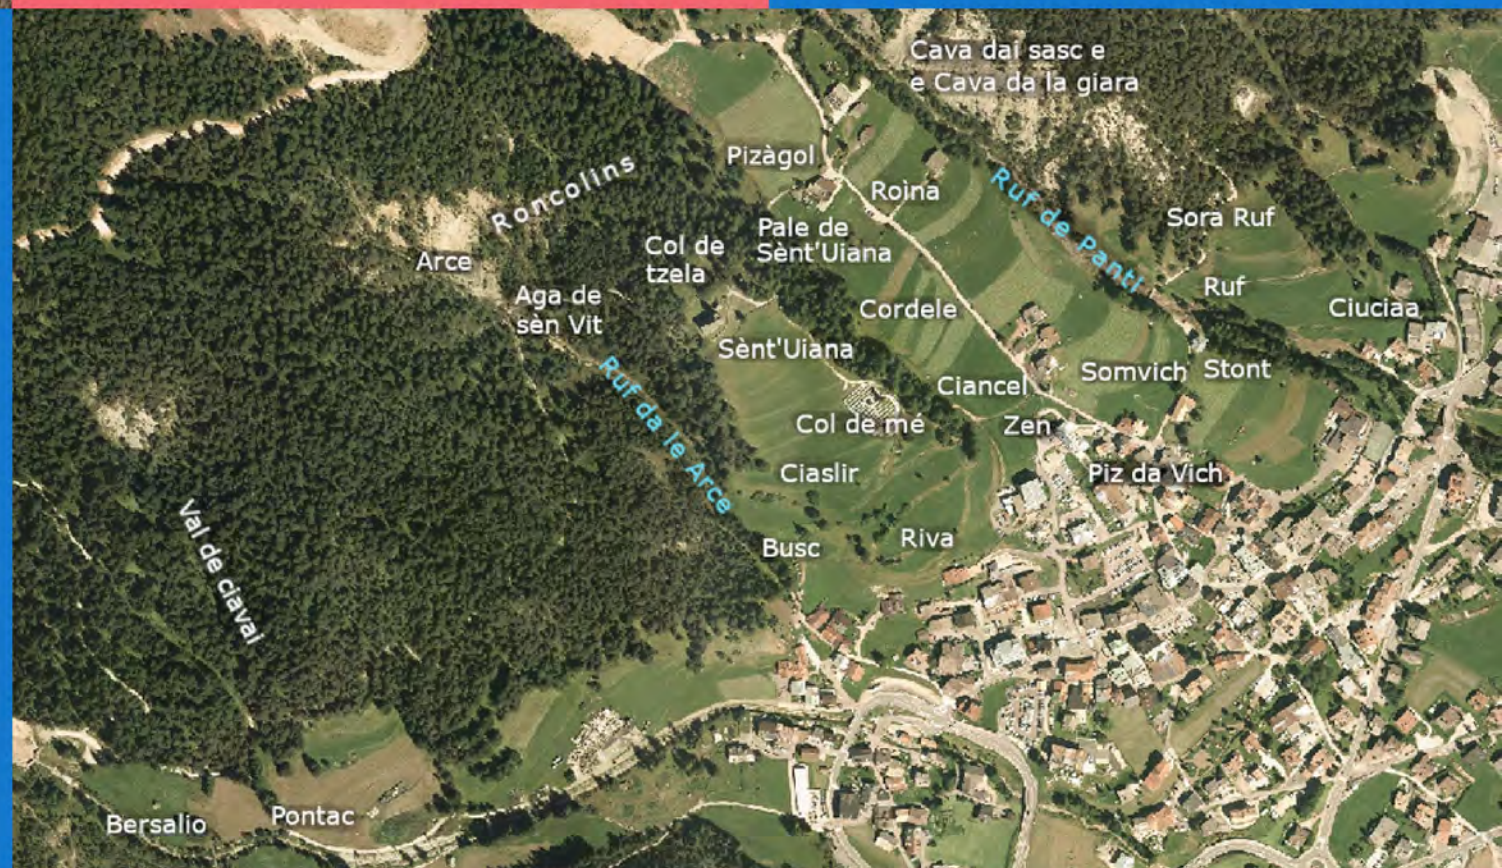 Cava dai sasc e
e Cava da la giara
Pizàgol
Roìna
Roncolins
Ruf de Panti
Sora Ruf
Pale de
Sènt'Uiana
Col de
tzela
Arce
Aga de
sèn Vit
Cordele
Ruf
Ciuciaa
Sènt'Uiana
Ruf da le Arce
Ciancel
Somvich
Stont
Col de mé
Zen
Ciaslir
Piz da Vich
Val de ciavai
Busc
Riva
Bersalio
Pontac